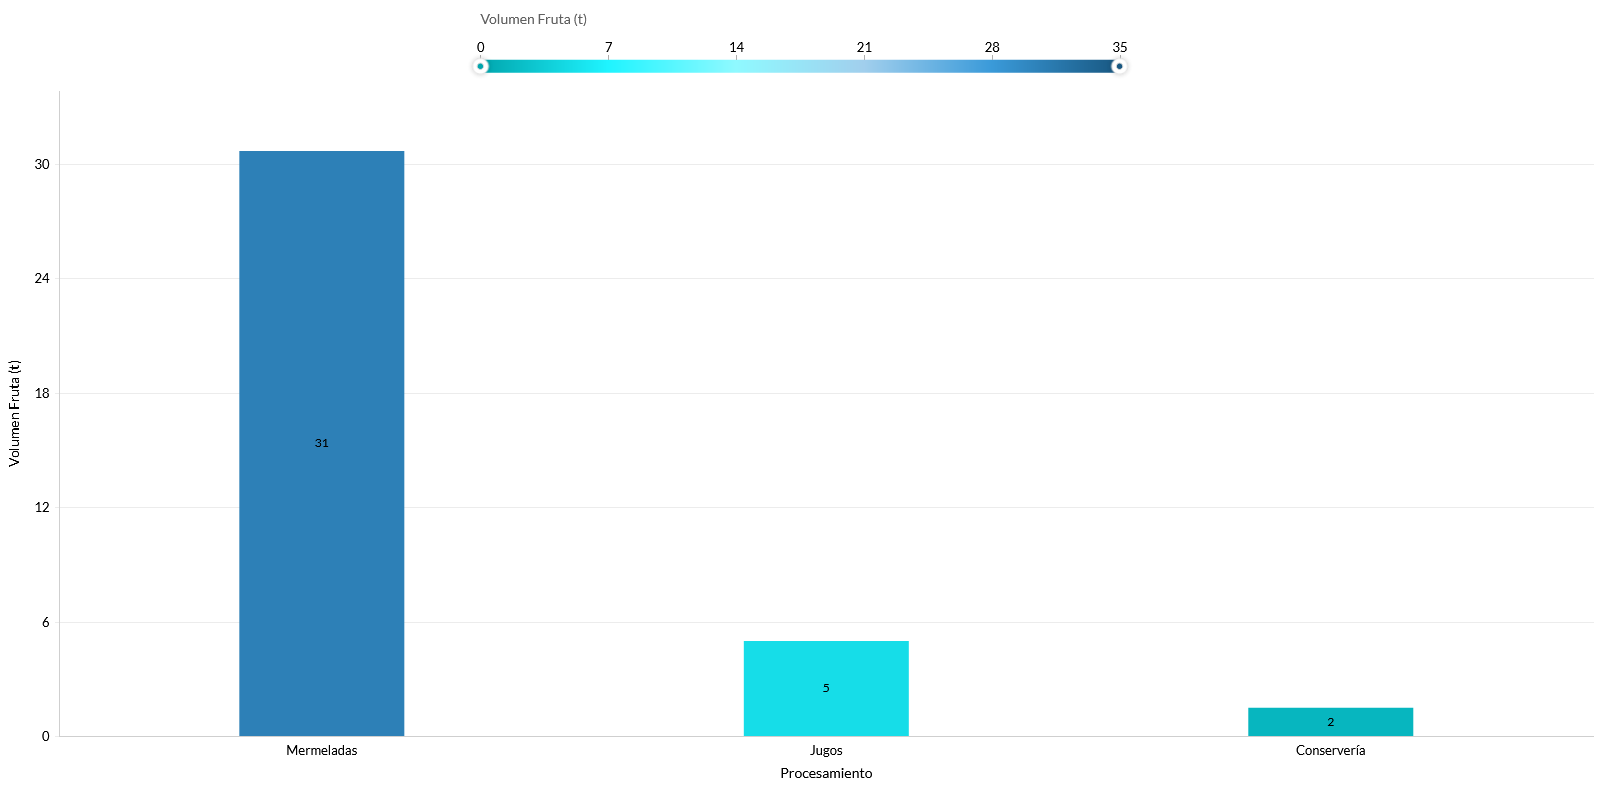 Volumen Fruta (t)
0 7 14 21 28 35
30
24
18
12
6
0
Volumen Fruta (t)
31
5
2
Mermeladas Jugos Conservería
Procesamiento